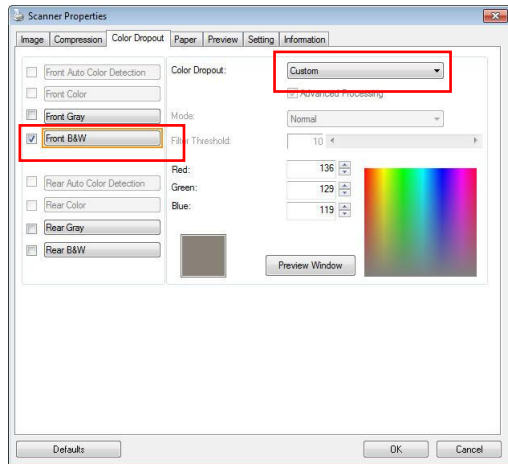 Scanner Properties
Image Compression Color Dropout Paper Preview Setting Information
Front Auto Color Detection
Front Color
Front Gray
Front B&W
Rear Auto Color Detection
Rear Color
Rear Gray
Rear B&W
Color Dropout: Custom
Advanced Processing
Mode: Normal
Filter Threshold: 10
Red: 136
Green: 129
Blue: 119
Preview Window
Defaults OK Cancel